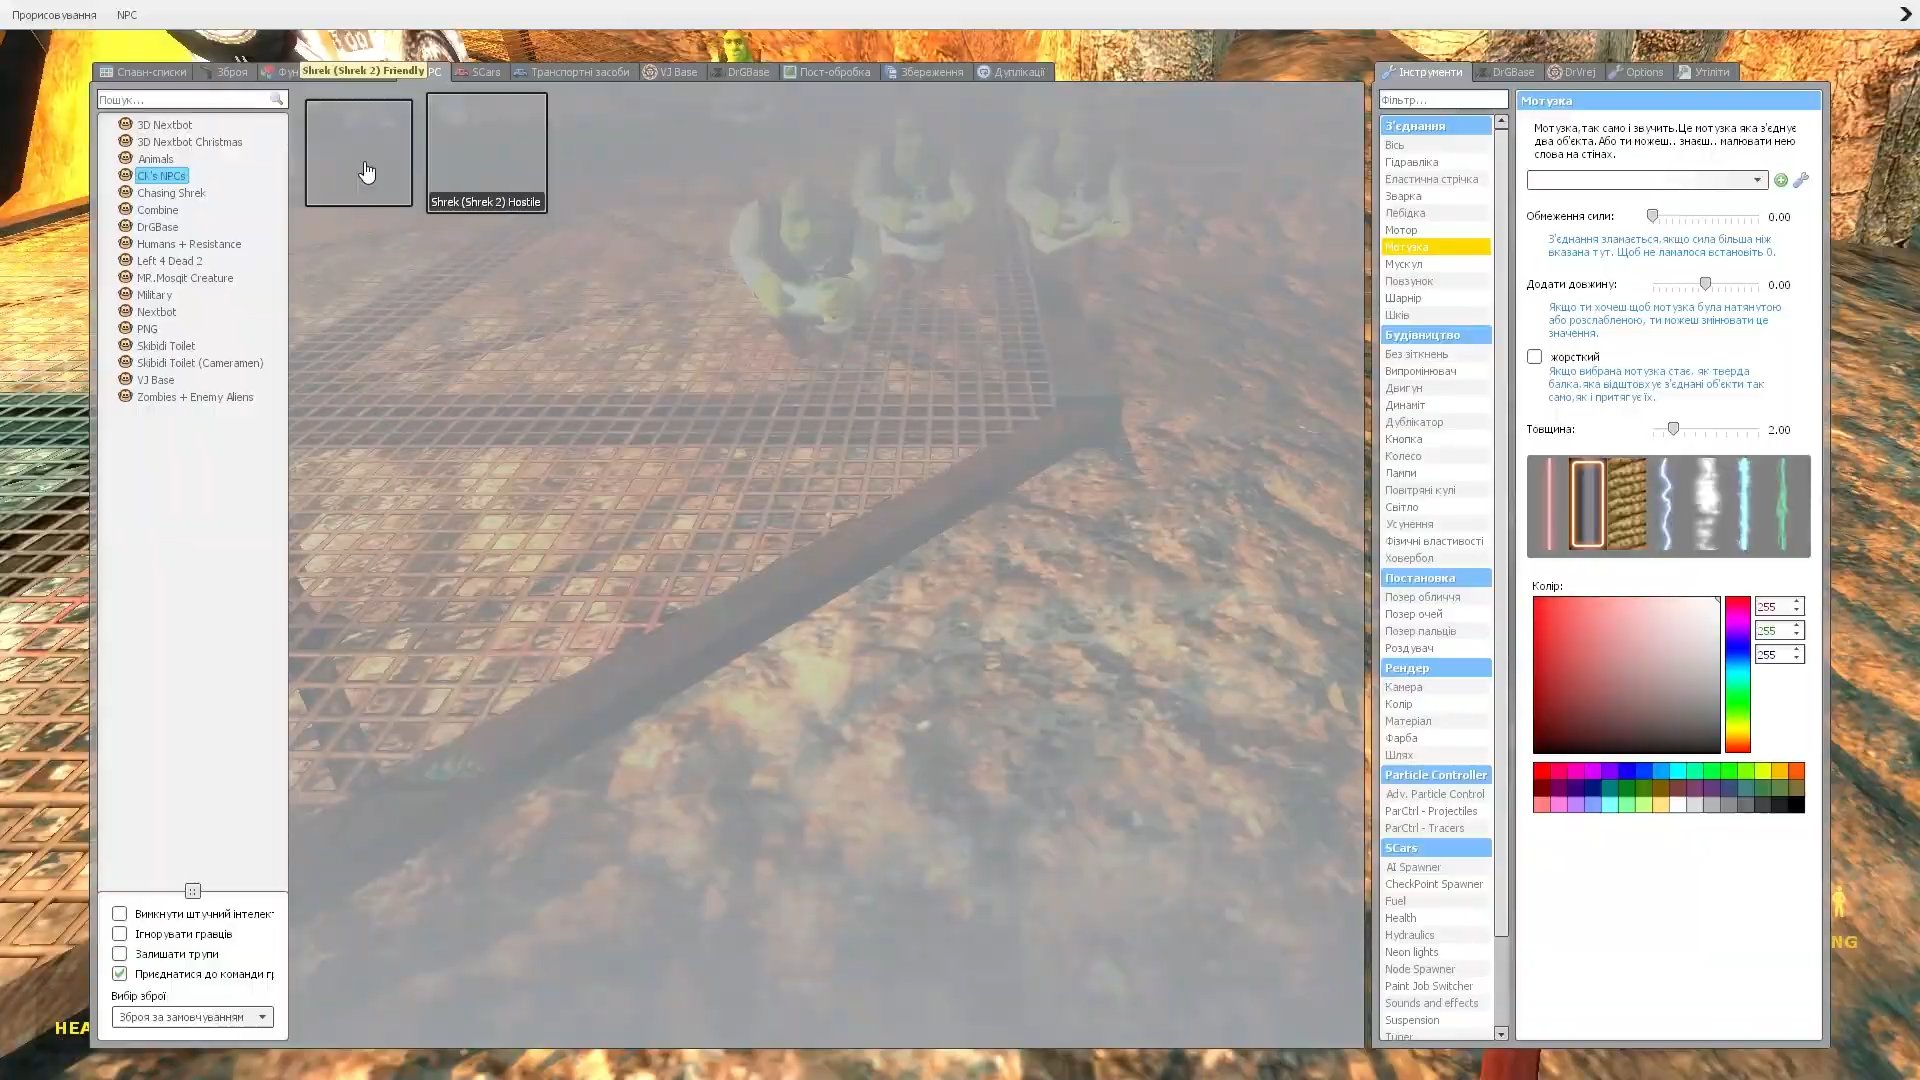 Прорисовування NPC
Спавн-списки Зброя Фун Shrek (Shrek 2) Friendly PC SCars Транспортні засоби VJ Base DrGBase Пост-обробка Збереження Дуплікації
Інструменти DrGBase DrVrej Options Утиліти
Пошук...
3D Nextbot
3D Nextbot Christmas
Animals
Chasing Shrek
Combine
DrGBase
Humans + Resistance
Left 4 Dead 2
MR.Mosqit Creature
Military
Nextbot
PNG
Skibidi Toilet
Skibidi Toilet (Cameramen)
VJ Base
Zombies + Enemy Aliens
Shrek (Shrek 2) Hostile
Вимкнути штучний інтелект
Ігнорувати гравців
Залишати трупи
Приєднатися до команди гр
Вибір зброї
Зброя за замовчуванням
HEA
Фільтр...
З'єднання
Вісь
Гідравліка
Еластична стрічка
Зварка
Лебідка
Мотор
Мотузка
Мускул
Повзунок
Шарнір
Шків
Будівництво
Без зіткнень
Випромінювач
Двигун
Динаміт
Дублікатор
Кнопка
Колесо
Лампи
Повітряні кулі
Світло
Усунення
Фізичні властивості
Ховербол
Постановка
Позер обличчя
Позер очей
Позер пальців
Роздувач
Рендер
Камера
Колір
Матеріал
Фарба
Шлях
Particle Controller
Adv. Particle Control
ParCtrl - Projectiles
ParCtrl - Tracers
SCars
AI Spawner
CheckPoint Spawner
Fuel
Health
Hydraulics
Neon lights
Node Spawner
Paint Job Switcher
Sounds and effects
Suspension
Tuner
Мотузка
Мотузка,так само і звучить.Це мотузка яка з'єднує
два об'єкта. Або ти можеш.. знаєш.. малювати нею
слова на стінах.
Обмеження сили: 0.00
З'єднання зламається,якщо сила більша ніж
вказана тут. Щоб не ламалося встановіть 0.
Додати довжину: 0.00
Якщо ти хочеш щоб мотузка була натянутою
або розслабленою, ти можеш змінювати це
значення.
жорсткий
Якщо вибрана мотузка стає, як тверда
балка,яка відштовхує з'єднані об'єкти так
само,як і притягує їх.
Товщина: 2.00
Колір:
255
255
255
NG